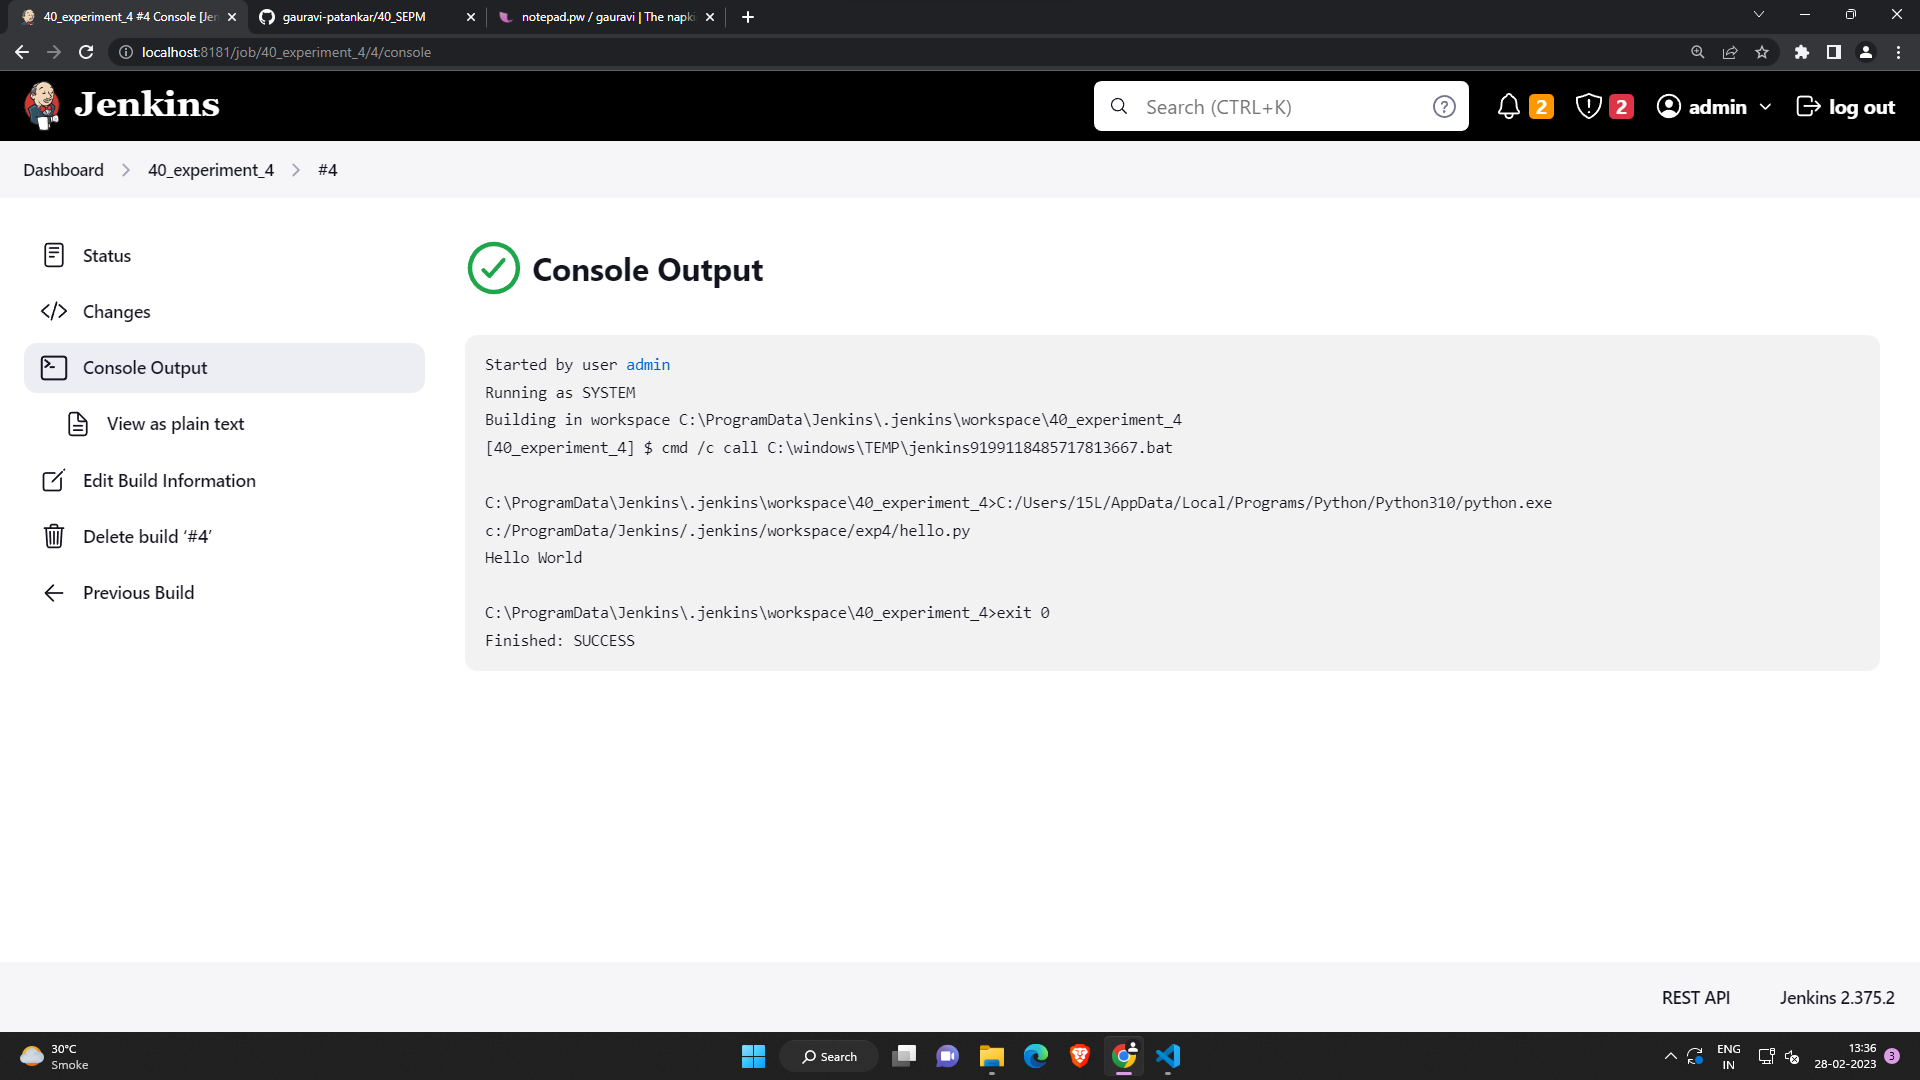 40_experiment_4 #4 Console [Jen
gauravi-patankar/40_SEPM
notepad.pw / gauravi | The napki
localhost:8181/job/40_experiment_4/4/console
Jenkins
Search (CTRL+K)
?
2
2
admin
log out
Dashboard
40_experiment_4
#4
Status
Changes
Console Output
View as plain text
Edit Build Information
Delete build ‘#4’
Previous Build
Console Output
Started by user admin
Running as SYSTEM
Building in workspace C:\ProgramData\Jenkins\.jenkins\workspace\40_experiment_4
[40_experiment_4] $ cmd /c call C:\windows\TEMP\jenkins9199118485717813667.bat
C:\ProgramData\Jenkins\.jenkins\workspace\40_experiment_4>C:/Users/15L/AppData/Local/Programs/Python/Python310/python.exe
c:/ProgramData/Jenkins/.jenkins/workspace/exp4/hello.py
Hello World
C:\ProgramData\Jenkins\.jenkins\workspace\40_experiment_4>exit 0
Finished: SUCCESS
REST API
Jenkins 2.375.2
30°C
Smoke
Search
ENG
IN
13:36
28-02-2023
3